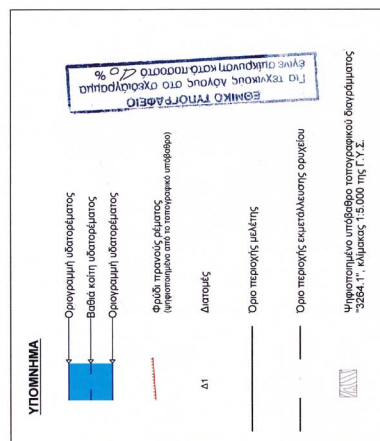 ΥΠΟΜΝΗΜΑ
Οριογραμμή υδατορέματος
Βαθιά κοίτη υδατορέματος
Οριογραμμή υδατορέματος
Φρύδι πρανούς ρέματος
(ψηφιοποιημένο από το τοπογραφικό υπόβαθρο)
Δ1
Διατομές
Όριο περιοχής μελέτης
Όριο περιοχής εκμετάλλευσης ορυχείου
Ψηφιοποιημένο υπόβαθρο τοπογραφικού διαγράμματος
"3264.1", κλίμακας 1:5.000 της Γ.Υ.Σ.
ΕΘΝΙΚΟ ΤΥΠΟΓΡΑΦΕΙΟ
Για τεχνικούς λόγους στο σχεδιάγραμμα
έγινε σμίκρυνση κατά ποσοστό %